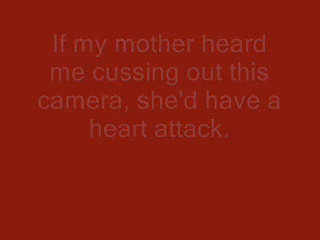 If my mother heard
me cussing out this
camera, she'd have a
heart attack.